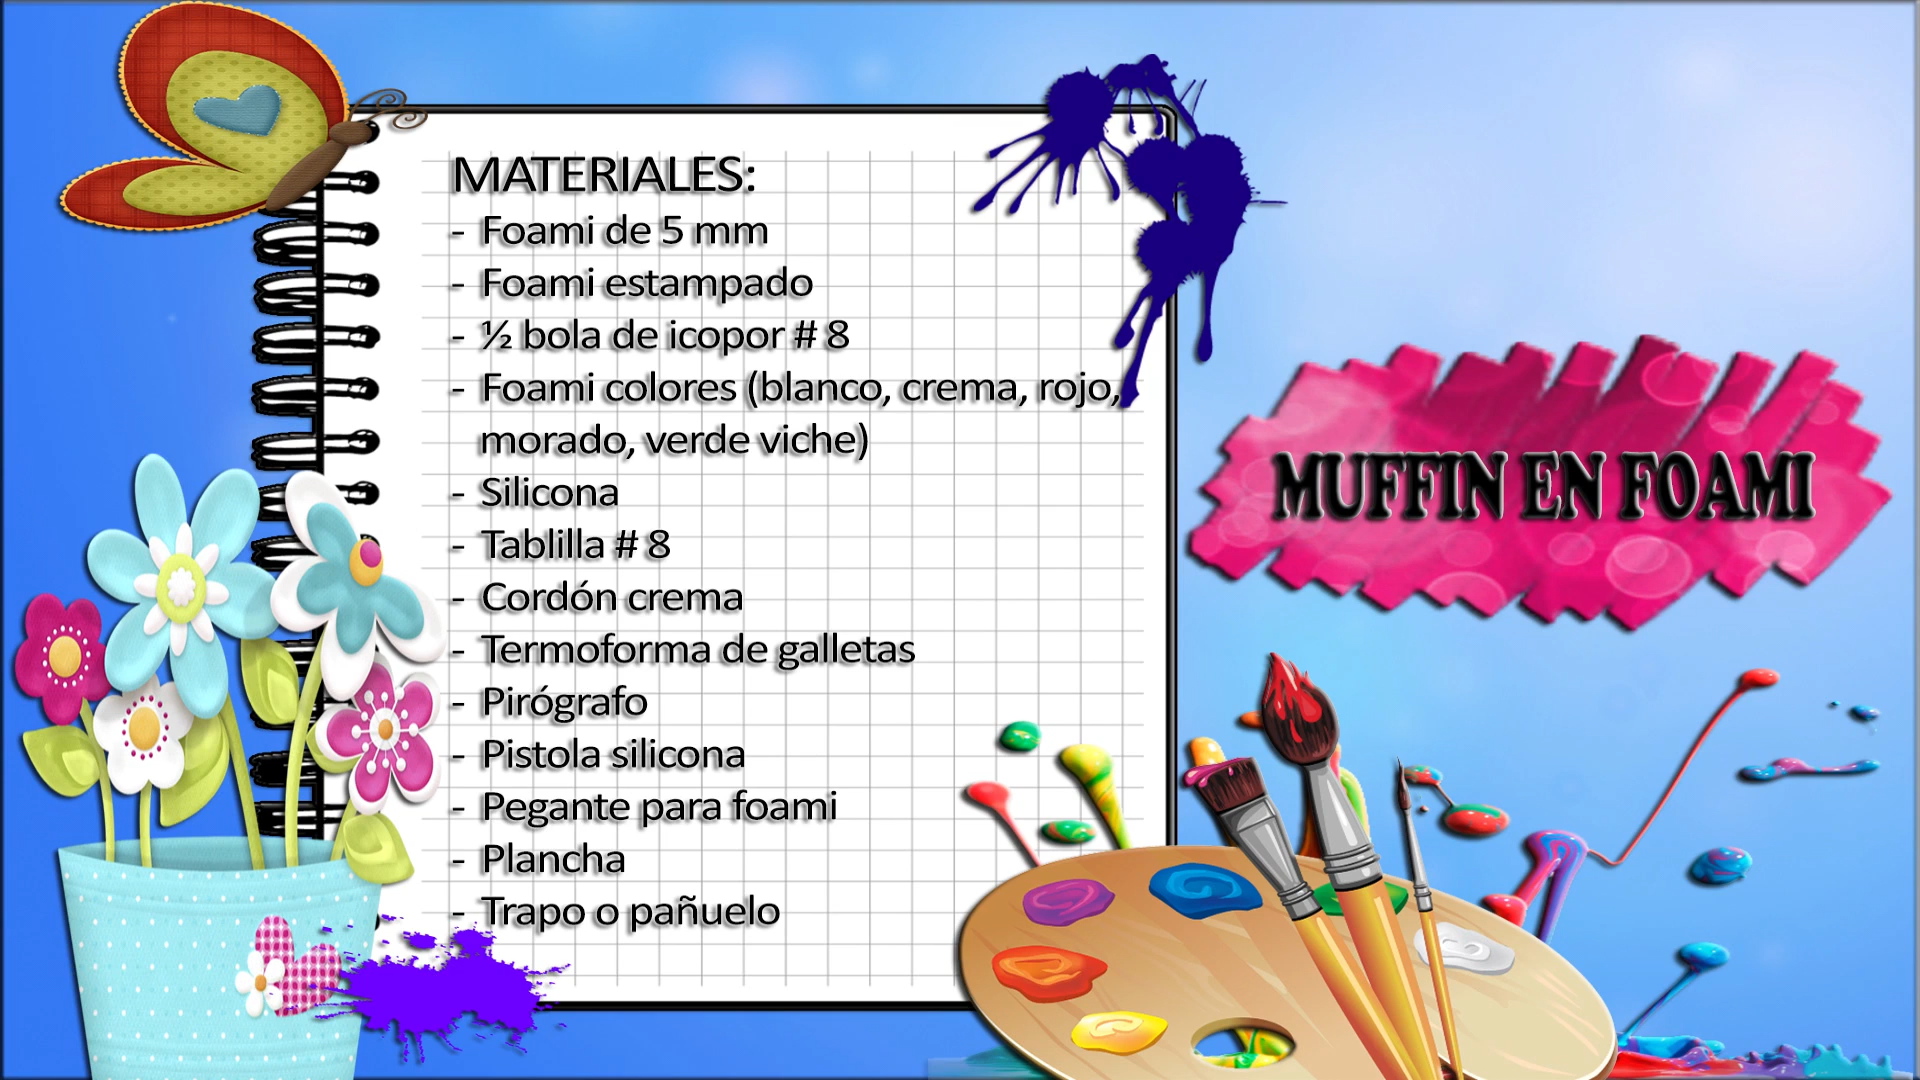 MATERIALES:
- Foami de 5 mm
- Foami estampado
- ½ bola de icopor # 8
- Foami colores (blanco, crema, rojo,
morado, verde viche)
- Silicona
- Tablilla # 8
- Cordón crema
- Termoforma de galletas
- Pirógrafo
- Pistola silicona
- Pegante para foami
- Plancha
- Trapo o pañuelo
MUFFIN EN FOAMI